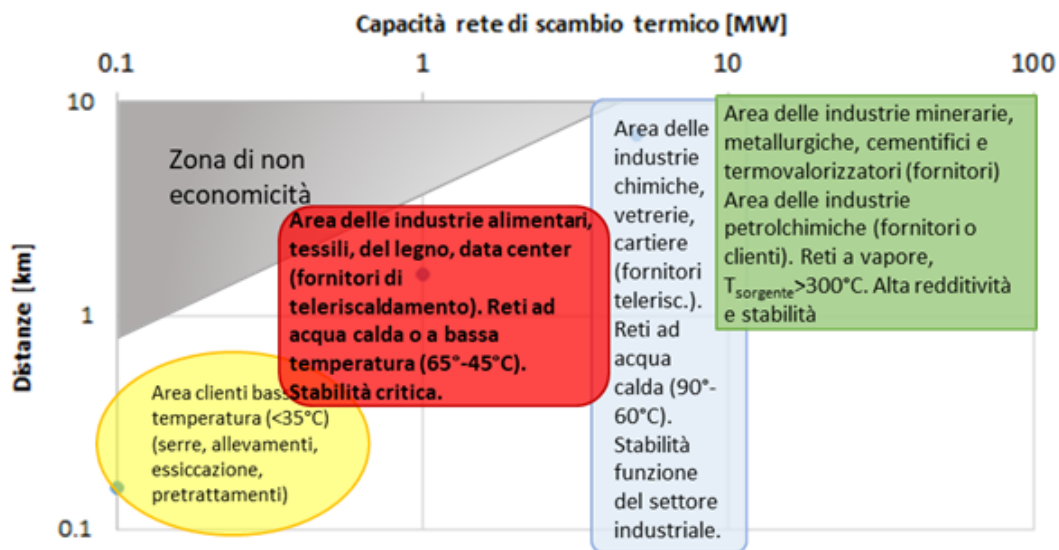 Capacità rete di scambio termico [MW]
0.1
1
10
100
Distanze [km]
10
1
0.1
Zona di non
economicità
Area delle industrie alimentari,
tessili, del legno, data center
(fornitori di
teleriscaldamento). Reti ad
acqua calda o a bassa
temperatura (65°-45°C).
Stabilità critica.
Area clienti bass
temperatura (<35°C)
(serre, allevamenti,
essiccazione,
pretrattamenti)
Area delle
industrie
chimiche,
vetrerie,
cartiere
(fornitori
telerisc.).
Reti ad
acqua
calda (90°-
60°C).
Stabilità
funzione
del settore
industriale.
Area delle industrie minerarie,
metallurgiche, cementifici e
termovalorizzatori (fornitori)
Area delle industrie
petrolchimiche (fornitori o
clienti). Reti a vapore,
Tsorgente>300°C. Alta redditività
e stabilità